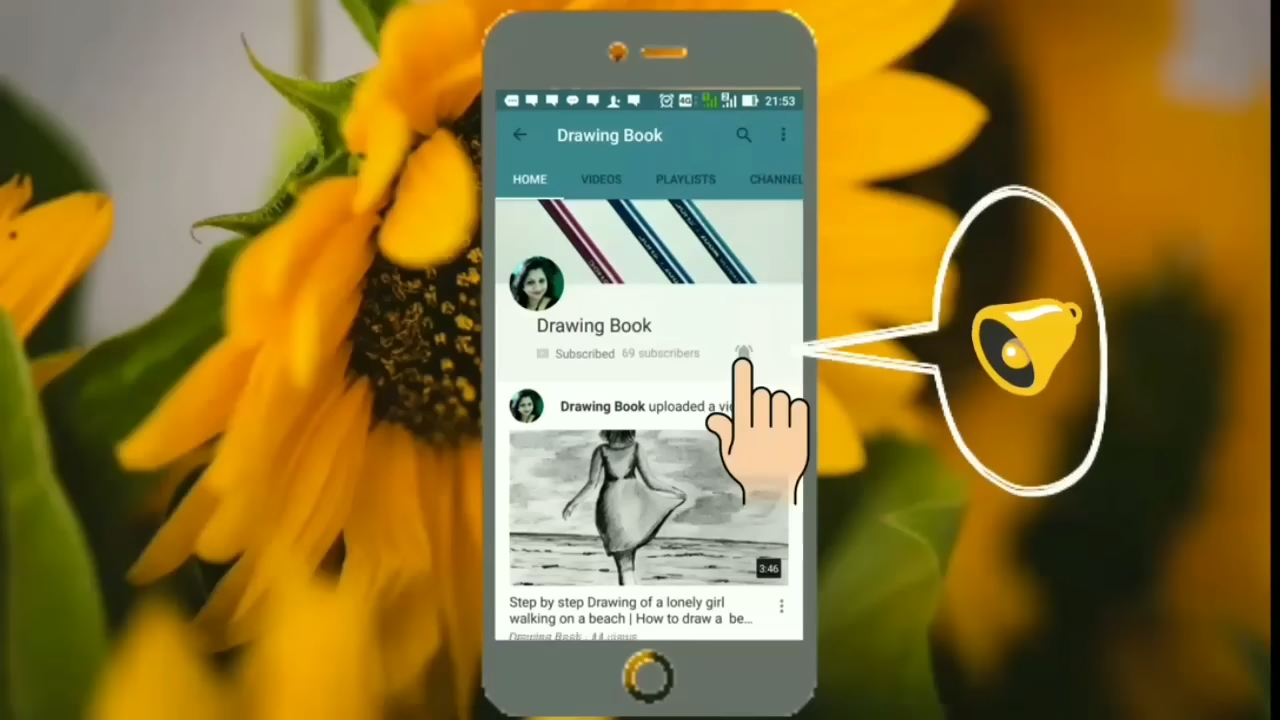 4G 21:53
Drawing Book
HOME VIDEOS PLAYLISTS CHANNEL
Drawing Book
Subscribed 69 subscribers
Drawing Book uploaded a
3:46
Step by step Drawing of a lonely girl
walking on a beach | How to draw a be...
Drawing Book